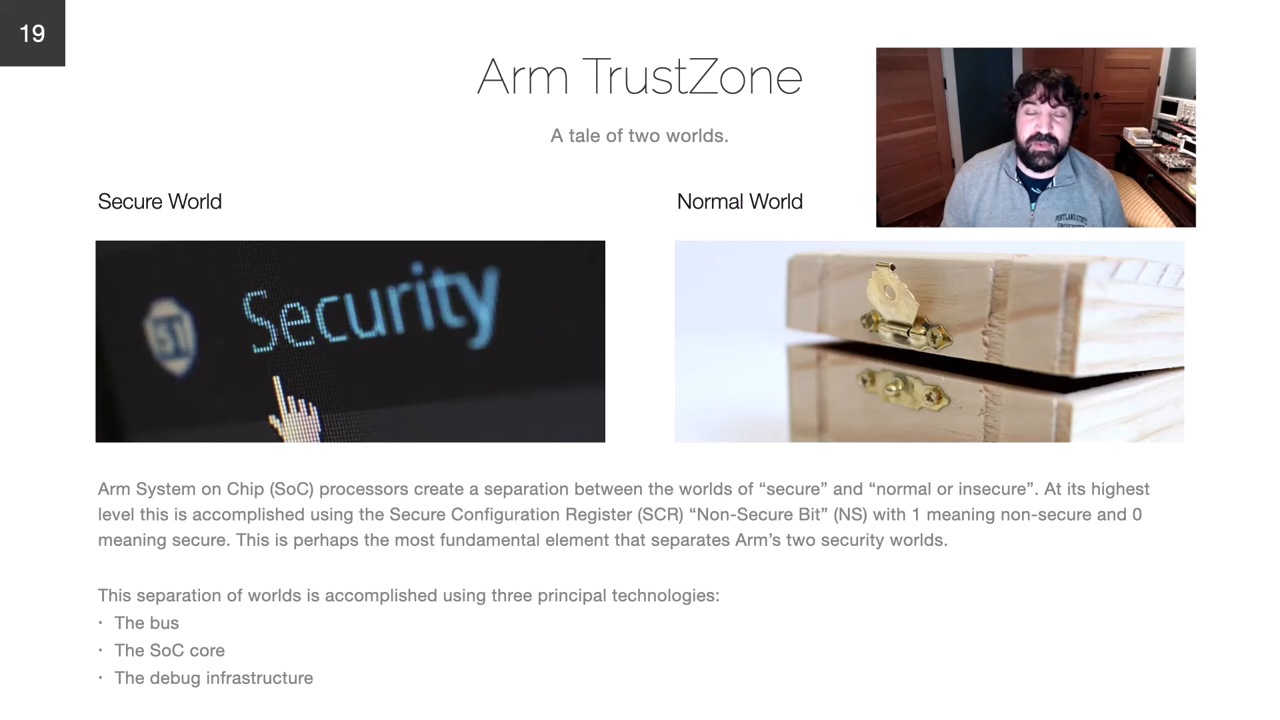 19
Arm TrustZone
A tale of two worlds.
Secure World
Normal World
PORTLAND STATE
Security
Arm System on Chip (SoC) processors create a separation between the worlds of “secure” and “normal or insecure”. At its highest
level this is accomplished using the Secure Configuration Register (SCR) “Non-Secure Bit” (NS) with 1 meaning non-secure and 0
meaning secure. This is perhaps the most fundamental element that separates Arm’s two security worlds.
This separation of worlds is accomplished using three principal technologies:
· The bus
· The SoC core
· The debug infrastructure